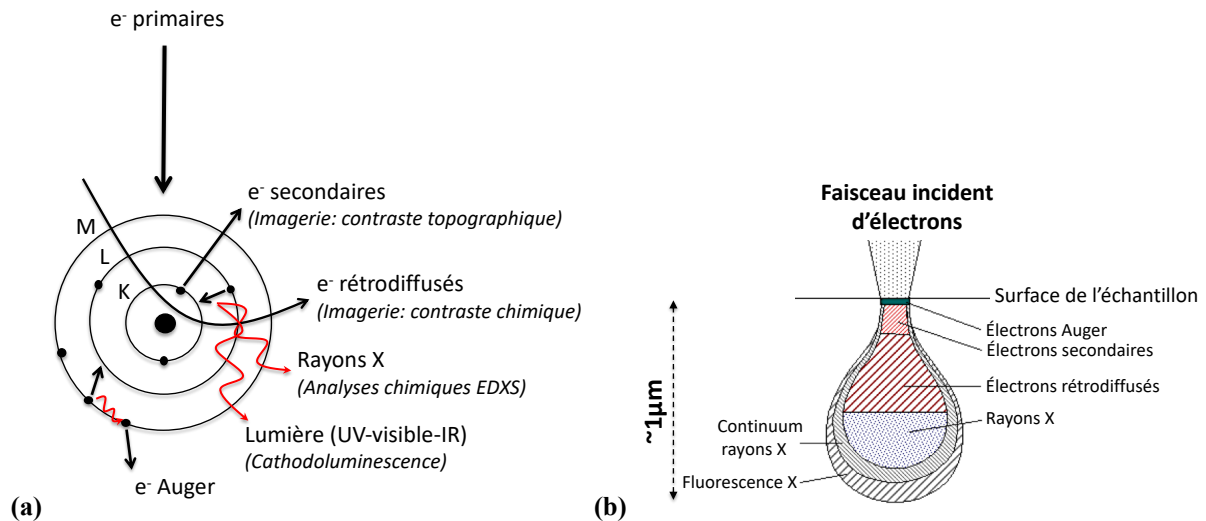 e- primaires
e- secondaires
(Imagerie: contraste topographique)
M
L
K
e- rétrodiffusés
(Imagerie: contraste chimique)
Rayons X
(Analyses chimiques EDXS)
Lumière (UV-visible-IR)
(Cathodoluminescence)
e- Auger
(a)
Faisceau incident
d'électrons
Surface de l'échantillon
Électrons Auger
Électrons secondaires
Électrons rétrodiffusés
Rayons X
~1µm
Continuum
rayons X
Fluorescence X
(b)